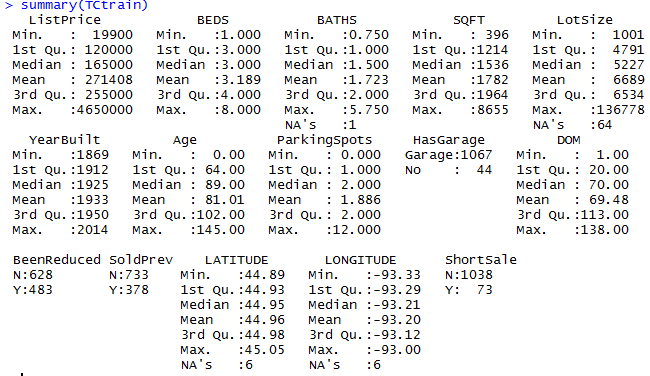 > summary(TCtrain)
   ListPrice            BEDS           BATHS            SQFT         LotSize
 Min.   :  19900   Min.   :1.000   Min.   :0.750   Min.   : 396   Min.   :  1001
 1st Qu.: 120000   1st Qu.:3.000   1st Qu.:1.000   1st Qu.:1214   1st Qu.:  4791
 Median : 165000   Median :3.000   Median :1.500   Median :1536   Median :  5227
 Mean   : 271408   Mean   :3.189   Mean   :1.723   Mean   :1782   Mean   :  6689
 3rd Qu.: 255000   3rd Qu.:4.000   3rd Qu.:2.000   3rd Qu.:1964   3rd Qu.:  6534
 Max.   :4650000   Max.   :8.000   Max.   :5.750   Max.   :8655   Max.   :136778
 NA's   :1   NA's   :64
   YearBuilt         Age          ParkingSpots     HasGarage         DOM
 Min.   :1869   Min.   :  0.00   Min.   : 0.000   Garage:1067   Min.   :  1.00
 1st Qu.:1912   1st Qu.: 64.00   1st Qu.: 1.000   No    :  44   1st Qu.: 20.00
 Median :1925   Median : 89.00   Median : 2.000   Median : 70.00
 Mean   :1933   Mean   : 81.01   Mean   : 1.886   Mean   : 69.48
 3rd Qu.:1950   3rd Qu.:102.00   3rd Qu.: 2.000   3rd Qu.:113.00
 Max.   :2014   Max.   :145.00   Max.   :12.000   Max.   :138.00
 BeenReduced SoldPrev    LATITUDE       LONGITUDE      ShortSale
 N:628       N:733    Min.   :44.89   Min.   :-93.33   N:1038
 Y:483       Y:378    1st Qu.:44.93   1st Qu.:-93.29   Y:  73
 Median :44.95   Median :-93.21
 Mean   :44.96   Mean   :-93.20
 3rd Qu.:44.98   3rd Qu.:-93.12
 Max.   :45.05   Max.   :-93.00
 NA's   :6   NA's   :6